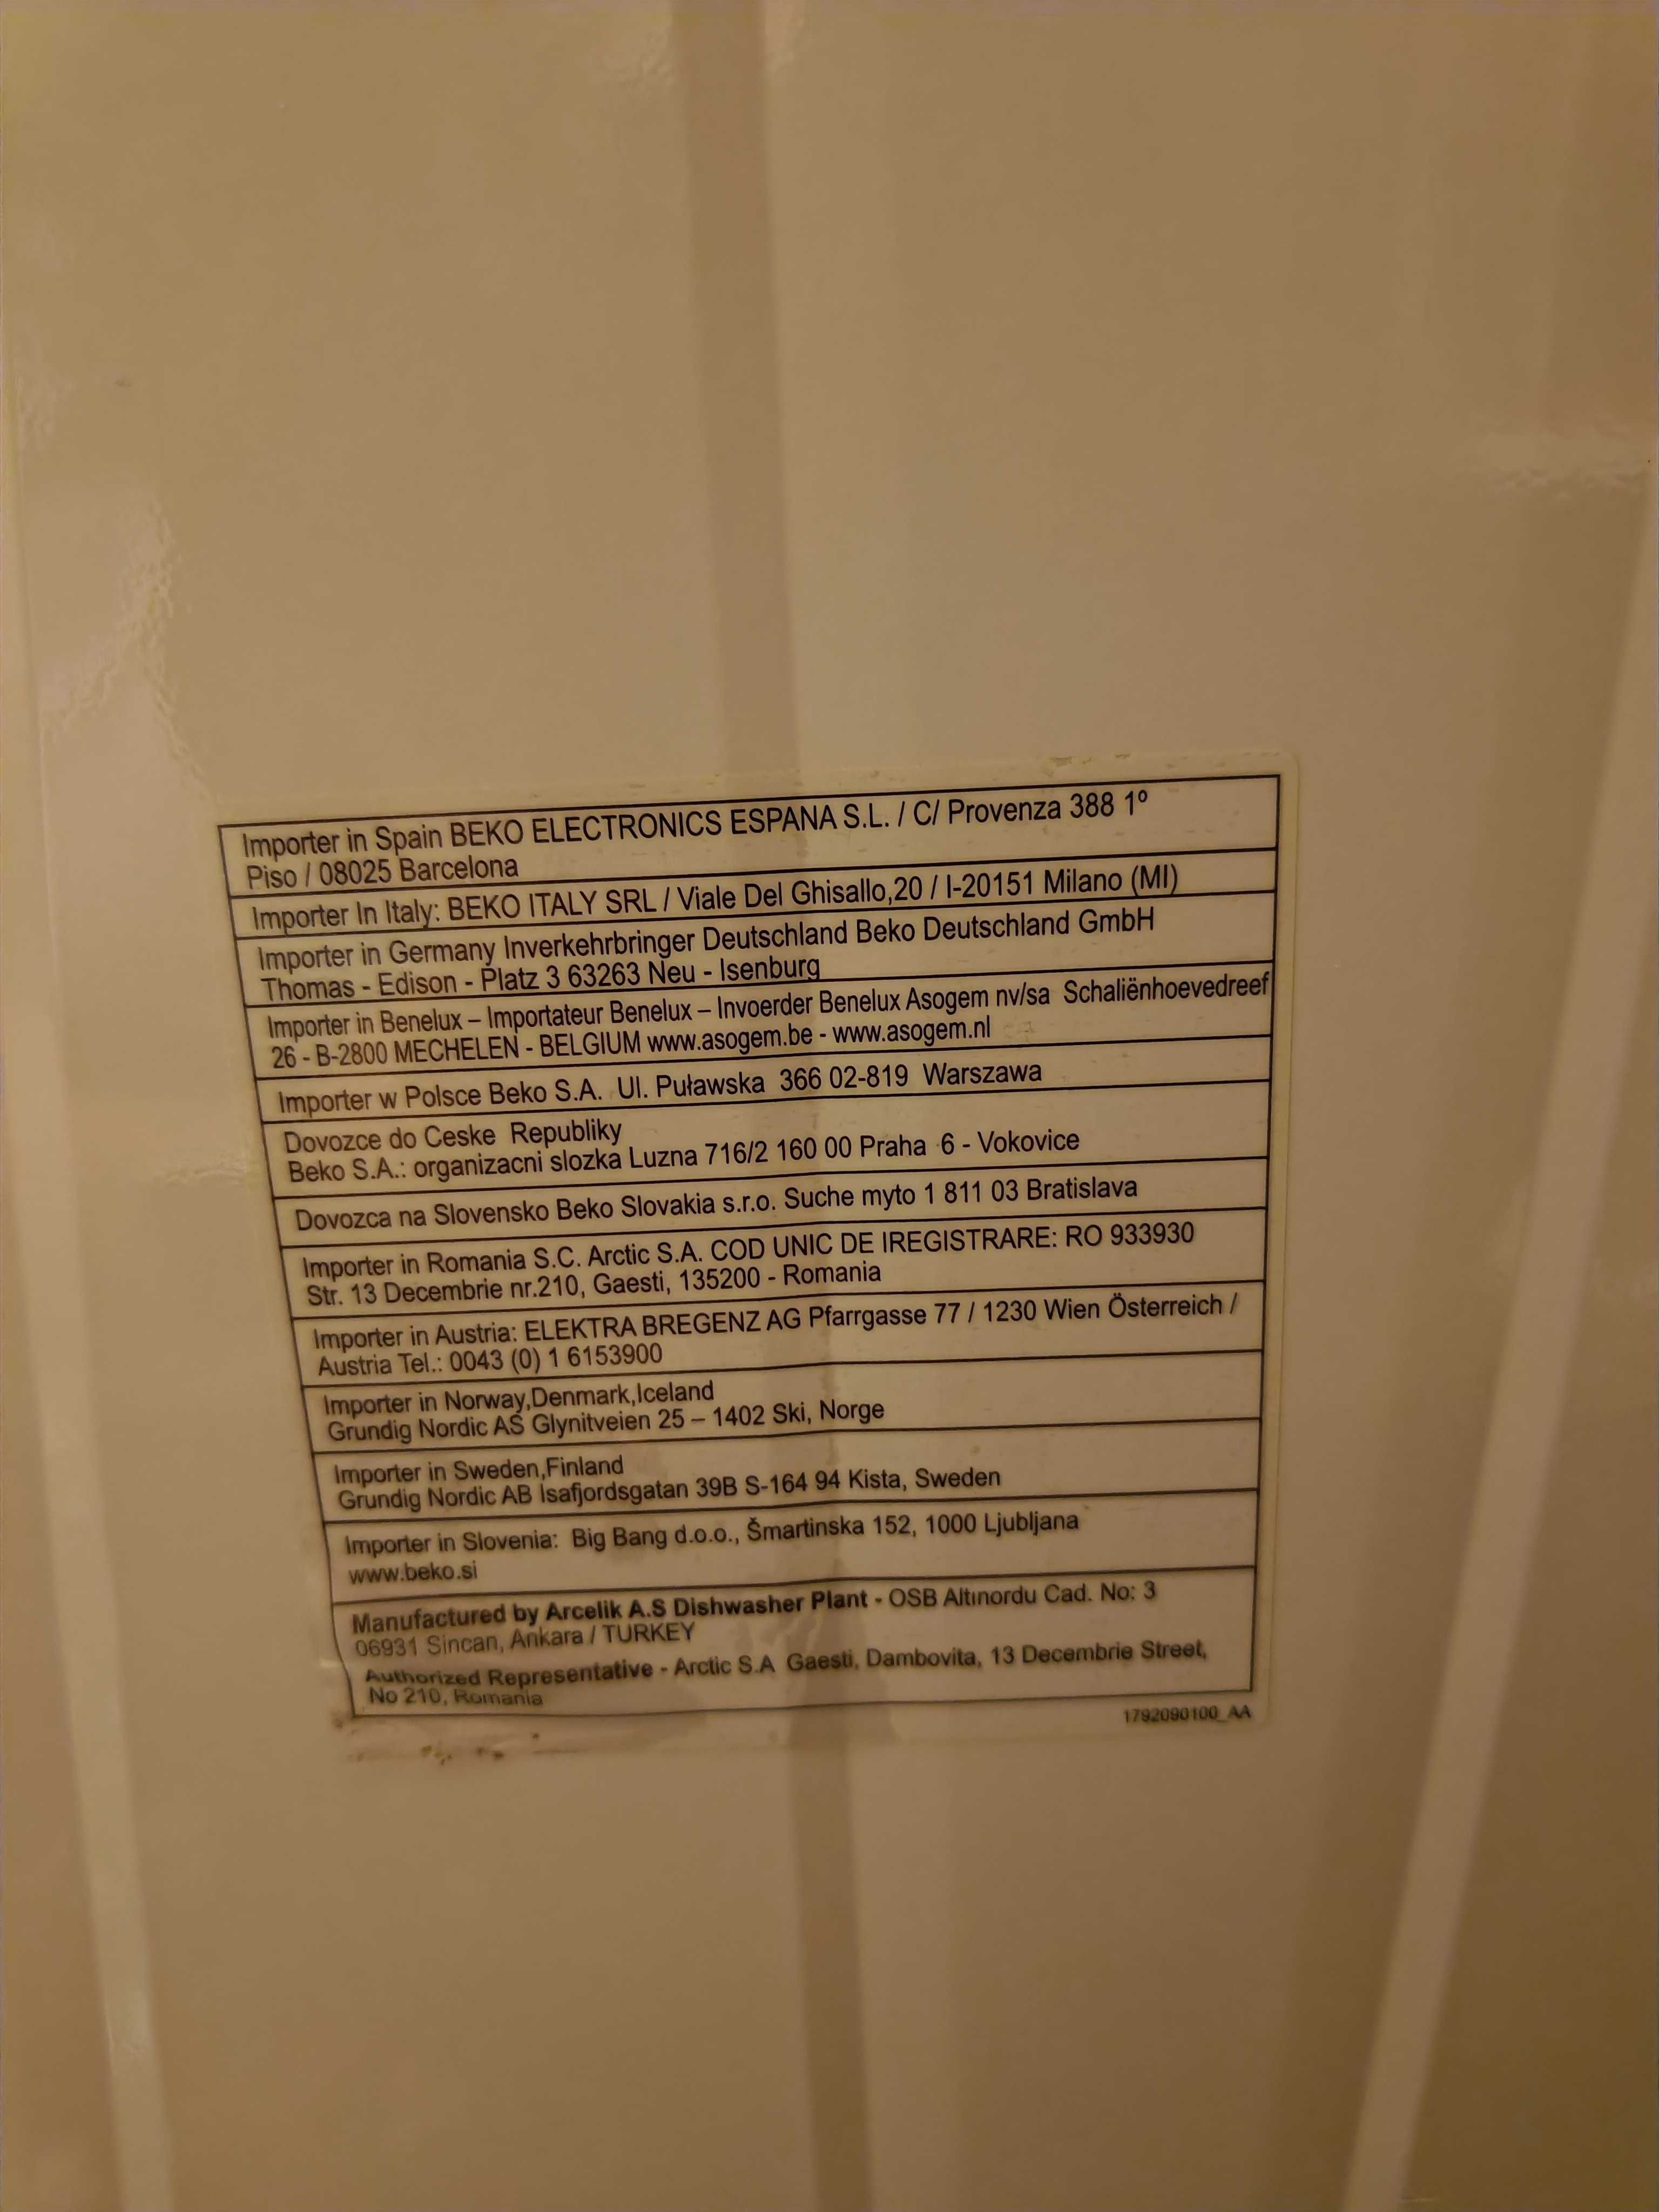 Importer in Spain BEKO ELECTRONICS ESPANA S.L. / C/ Provenza 388 1º
Piso / 08025 Barcelona
Importer In Italy: BEKO ITALY SRL / Viale Del Ghisallo,20 / I-20151 Milano (MI)
Importer in Germany Inverkehrbringer Deutschland Beko Deutschland GmbH
Thomas - Edison - Platz 3 63263 Neu - Isenburg
Importer in Benelux – Importateur Benelux – Invoerder Benelux Asogem nv/sa Schaliënhoevedreef
26 - B-2800 MECHELEN - BELGIUM www.asogem.be - www.asogem.nl
Importer w Polsce Beko S.A. Ul. Puławska 366 02-819 Warszawa
Dovozce do Ceske Republiky
Beko S.A.: organizacni slozka Luzna 716/2 160 00 Praha 6 - Vokovice
Dovozca na Slovensko Beko Slovakia s.r.o. Suche myto 1 811 03 Bratislava
Importer in Romania S.C. Arctic S.A. COD UNIC DE IREGISTRARE: RO 933930
Str. 13 Decembrie nr.210, Gaesti, 135200 - Romania
Importer in Austria: ELEKTRA BREGENZ AG Pfarrgasse 77 / 1230 Wien Österreich /
Austria Tel.: 0043 (0) 1 6153900
Importer in Norway,Denmark,Iceland
Grundig Nordic AS Glynitveien 25 – 1402 Ski, Norge
Importer in Sweden,Finland
Grundig Nordic AB Isafjordsgatan 39B S-164 94 Kista, Sweden
Importer in Slovenia: Big Bang d.o.o., Šmartinska 152, 1000 Ljubljana
www.beko.si
Manufactured by Arcelik A.S Dishwasher Plant - OSB Altınordu Cad. No: 3
06931 Sincan, Ankara / TURKEY
Authorized Representative - Arctic S.A Gaesti, Dambovita, 13 Decembrie Street,
No 210, Romania
1792090100_AA